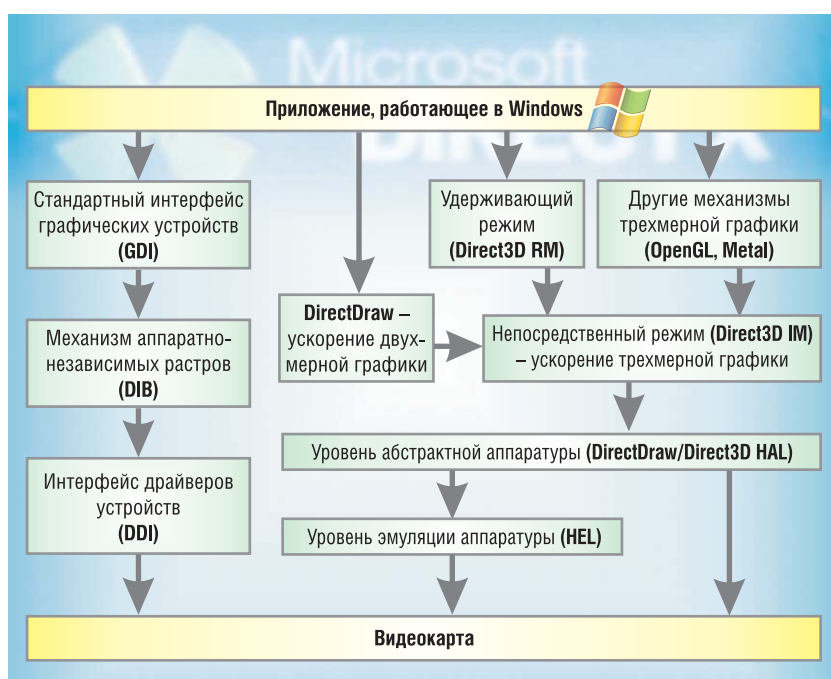 Microsoft
DIRECTX
Приложение, работающее в Windows
Стандартный интерфейс
графических устройств
(GDI)
Удерживающий
режим
(Direct3D RM)
Другие механизмы
трехмерной графики
(OpenGL, Metal)
DirectDraw –
ускорение двух-
мерной графики
Непосредственный режим (Direct3D IM)
– ускорение трехмерной графики
Механизм аппаратно-
независимых растров
(DIB)
Уровень абстрактной аппаратуры (DirectDraw/Direct3D HAL)
Интерфейс драйверов
устройств
(DDI)
Уровень эмуляции аппаратуры (HEL)
Видеокарта